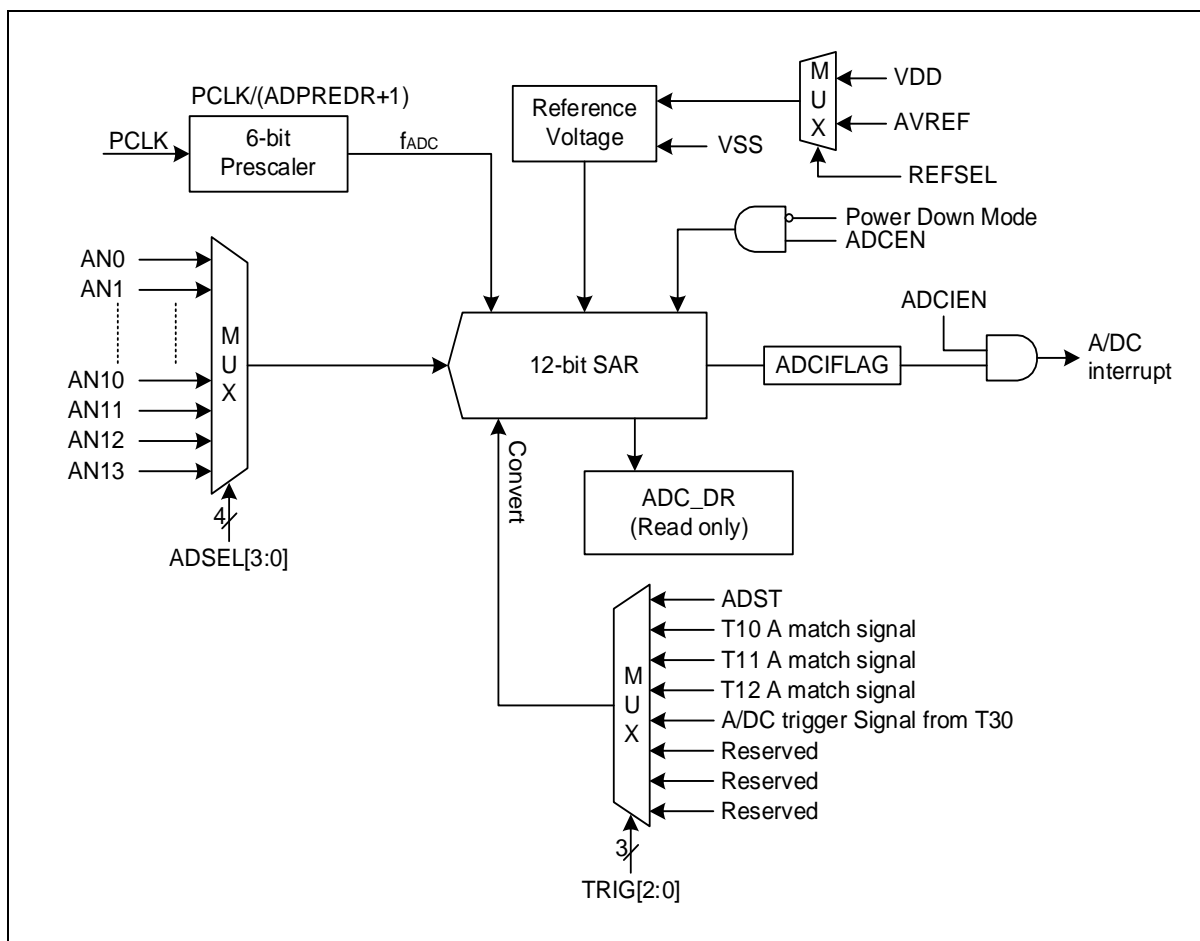 PCLK/(ADPREDR+1)
PCLK
6-bit
Prescaler
fADC
Reference
Voltage
VSS
MUX
VDD
AVREF
REFSEL
Power Down Mode
ADCEN
AN0
AN1
AN10
AN11
AN12
AN13
MUX
4
ADSEL[3:0]
12-bit SAR
ADCIFLAG
ADCIEN
A/DC
interrupt
Convert
ADC_DR
(Read only)
MUX
ADST
T10 A match signal
T11 A match signal
T12 A match signal
A/DC trigger Signal from T30
Reserved
Reserved
Reserved
3
TRIG[2:0]